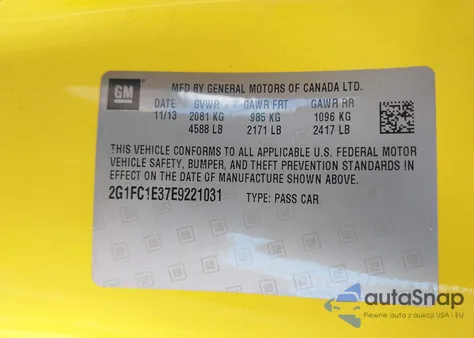 GM
MFD BY GENERAL MOTORS OF CANADA LTD.
DATE GVWR GAWR FRT GAWR RR
11/13 2081 KG 985 KG 1096 KG
4588 LB 2171 LB 2417 LB
THIS VEHICLE CONFORMS TO ALL APPLICABLE U.S. FEDERAL MOTOR
VEHICLE SAFETY, BUMPER, AND THEFT PREVENTION STANDARDS IN
EFFECT ON THE DATE OF MANUFACTURE SHOWN ABOVE.
2G1FC1E37E9221031 TYPE: PASS CAR
autaSnap
Pewne auta z aukcji USA i EU